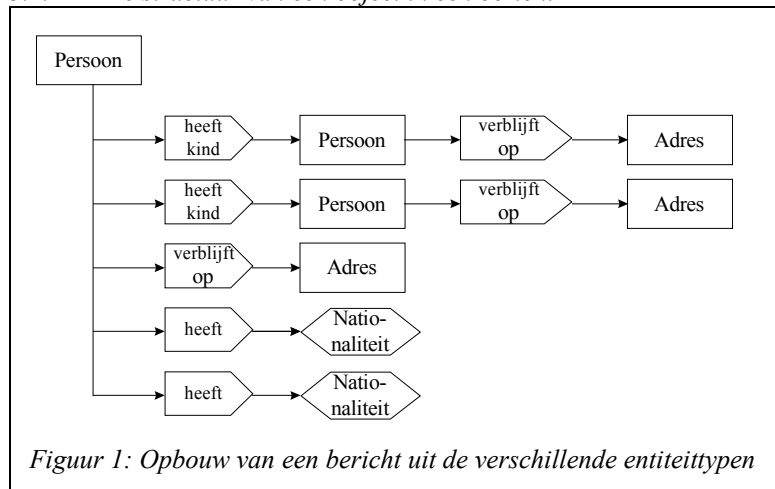 Persoon
heeft
kind
Persoon
verblijft
op
Adres
heeft
kind
Persoon
verblijft
op
Adres
verblijft
op
Adres
heeft
Natio-
naliteit
heeft
Natio-
naliteit
Figuur 1: Opbouw van een bericht uit de verschillende entiteittypen